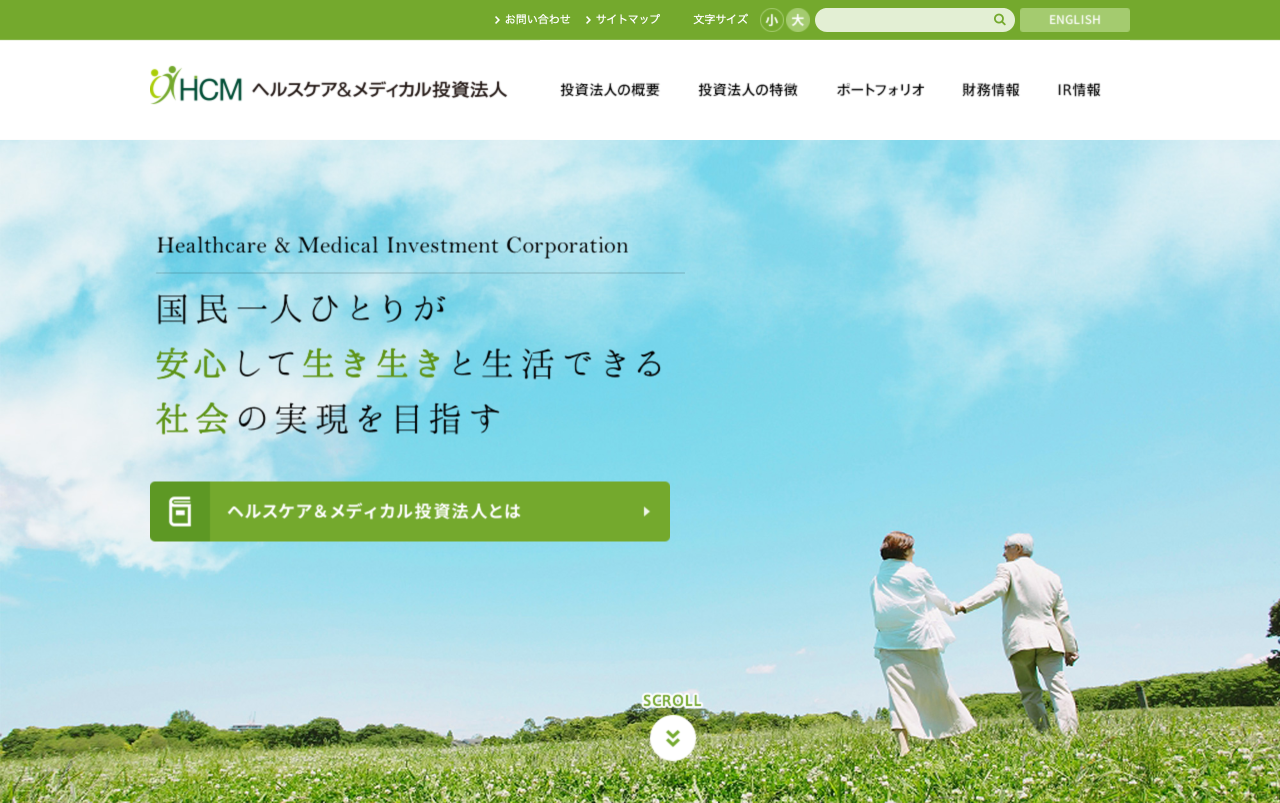 お問い合わせ サイトマップ 文字サイズ 小 大 ENGLISH
HCM ヘルスケア&メディカル投資法人 投資法人の概要 投資法人の特徴 ポートフォリオ 財務情報 IR情報
Healthcare & Medical Investment Corporation
国民一人ひとりが
安心して生き生きと生活できる
社会の実現を目指す
ヘルスケア&メディカル投資法人とは
SCROLL